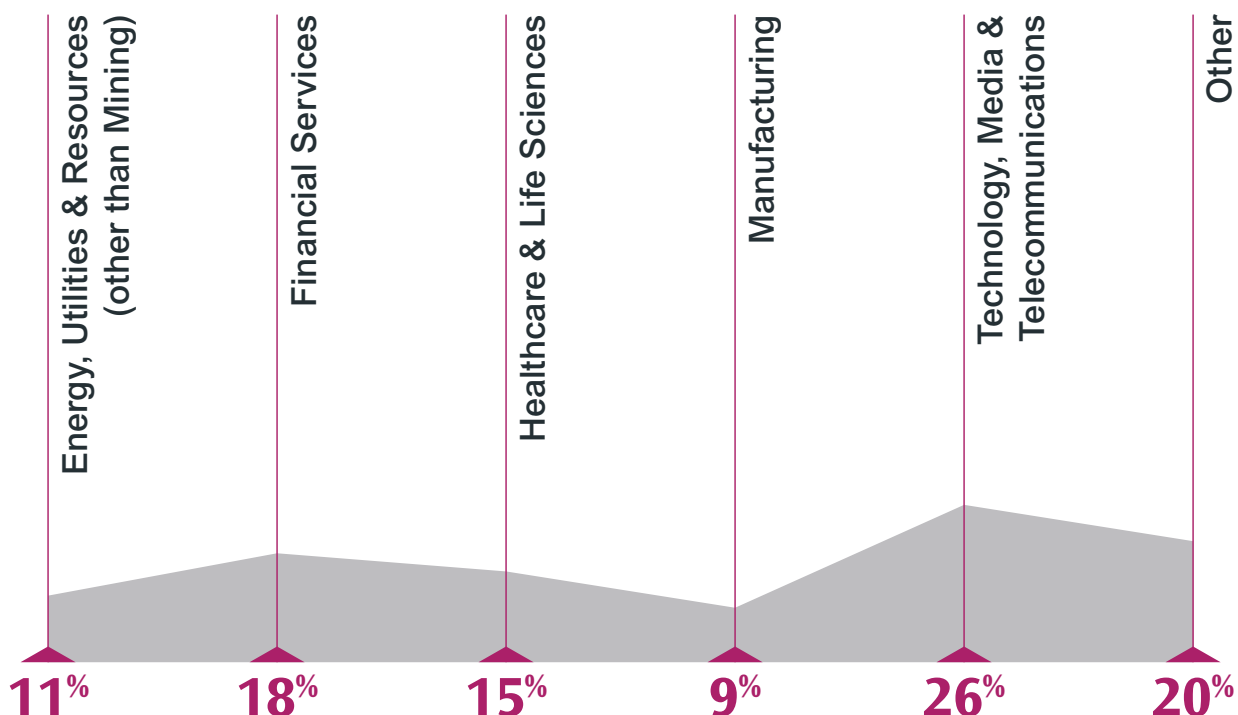 Energy, Utilities & Resources
(other than Mining)
Financial Services
Healthcare & Life Sciences
Manufacturing
Technology, Media &
Telecommunications
Other
11%
18%
15%
9%
26%
20%